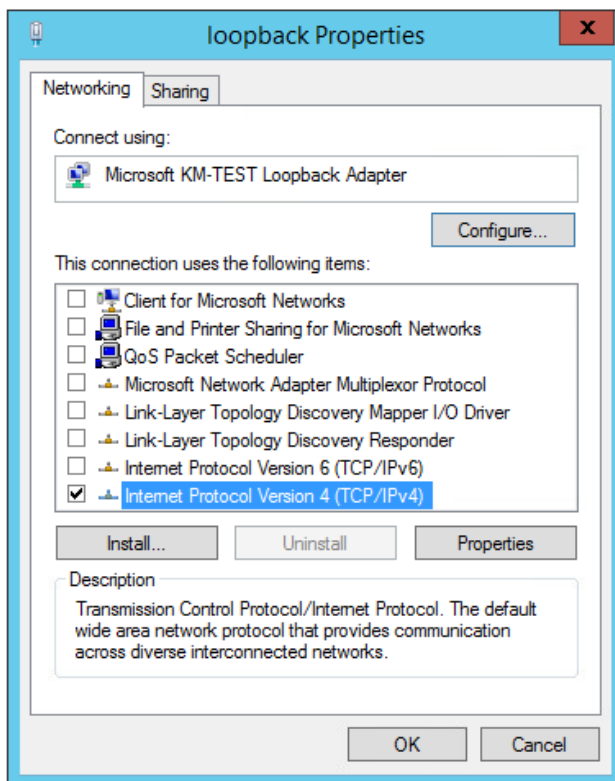 loopback Properties
x
Networking
Sharing
Connect using:
Microsoft KM-TEST Loopback Adapter
Configure...
This connection uses the following items:
Client for Microsoft Networks
File and Printer Sharing for Microsoft Networks
QoS Packet Scheduler
Microsoft Network Adapter Multiplexor Protocol
Link-Layer Topology Discovery Mapper I/O Driver
Link-Layer Topology Discovery Responder
Internet Protocol Version 6 (TCP/IPv6)
Internet Protocol Version 4 (TCP/IPv4)
Install...
Uninstall
Properties
Description
Transmission Control Protocol/Internet Protocol. The default
wide area network protocol that provides communication
across diverse interconnected networks.
OK
Cancel